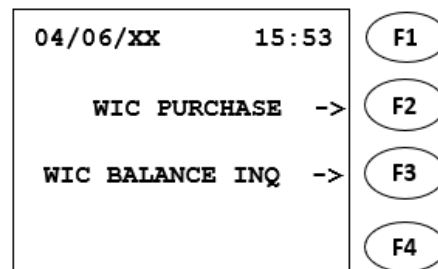 04/06/XX 15:53 F1
WIC PURCHASE -> F2
WIC BALANCE INQ -> F3
F4